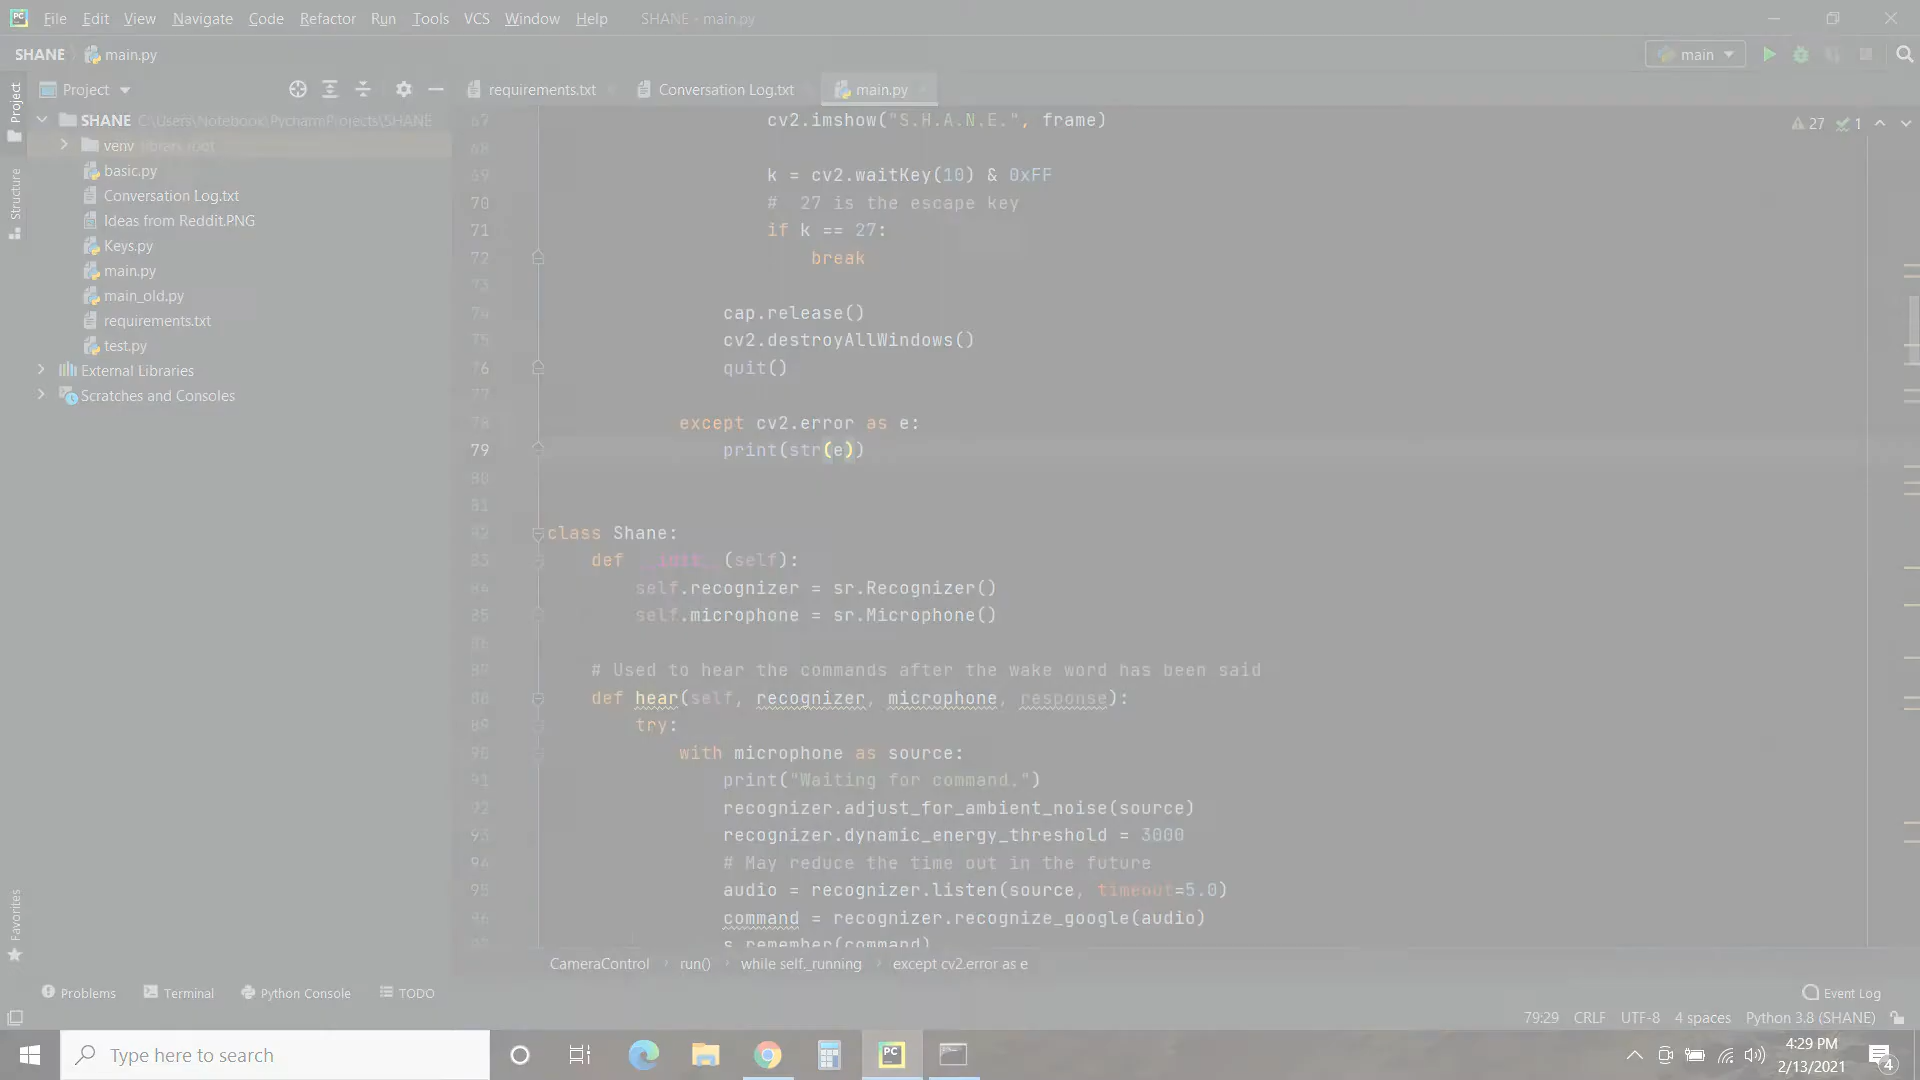 File Edit View Navigate Code Refactor Run Tools VCS Window Help SHANE - main.py
SHANE main.py main
Project requirements.txt Conversation Log.txt main.py
Project
Structure
Favorites
SHANE C:\Users\Notebook\PycharmProjects\SHANE
venv library root
basic.py
Conversation Log.txt
Ideas from Reddit.PNG
Keys.py
main.py
main_old.py
requirements.txt
test.py
External Libraries
Scratches and Consoles
27 1
67 cv2.imshow("S.H.A.N.E.", frame)
68
69 k = cv2.waitKey(10) & 0xFF
70 # 27 is the escape key
71 if k == 27:
72 break
73
74 cap.release()
75 cv2.destroyAllWindows()
76 quit()
77
78 except cv2.error as e:
79 print(str(e))
80
81
82 class Shane:
83 def __init__(self):
84 self.recognizer = sr.Recognizer()
85 self.microphone = sr.Microphone()
86
87 # Used to hear the commands after the wake word has been said
88 def hear(self, recognizer, microphone, response):
89 try:
90 with microphone as source:
91 print("Waiting for command.")
92 recognizer.adjust_for_ambient_noise(source)
93 recognizer.dynamic_energy_threshold = 3000
94 # May reduce the time out in the future
95 audio = recognizer.listen(source, timeout=5.0)
96 command = recognizer.recognize_google(audio)
97 s.remember(command)
CameraControl run() while self._running except cv2.error as e
Problems Terminal Python Console TODO Event Log
79:29 CRLF UTF-8 4 spaces Python 3.8 (SHANE)
Type here to search
PC
4:29 PM
2/13/2021
4